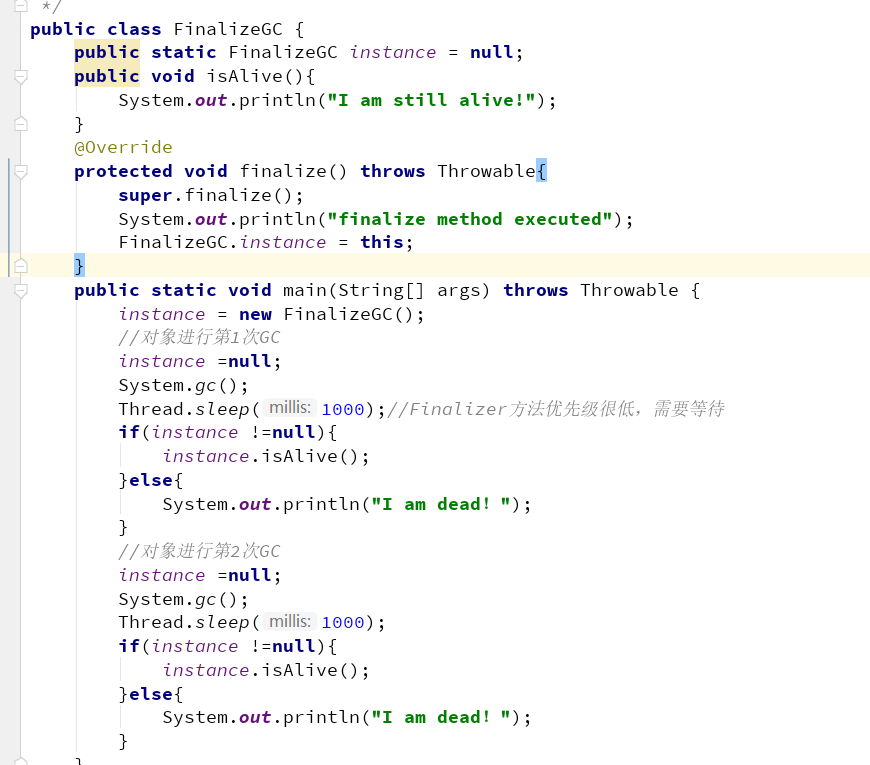 */
public class FinalizeGC {
public static FinalizeGC instance = null;
public void isAlive(){
System.out.println("I am still alive!");
}
@Override
protected void finalize() throws Throwable{
super.finalize();
System.out.println("finalize method executed");
FinalizeGC.instance = this;
}
public static void main(String[] args) throws Throwable {
instance = new FinalizeGC();
//对象进行第1次GC
instance =null;
System.gc();
Thread.sleep( millis: 1000);//Finalizer方法优先级很低，需要等待
if(instance !=null){
instance.isAlive();
}else{
System.out.println("I am dead！");
}
//对象进行第2次GC
instance =null;
System.gc();
Thread.sleep( millis: 1000);
if(instance !=null){
instance.isAlive();
}else{
System.out.println("I am dead！");
}
}